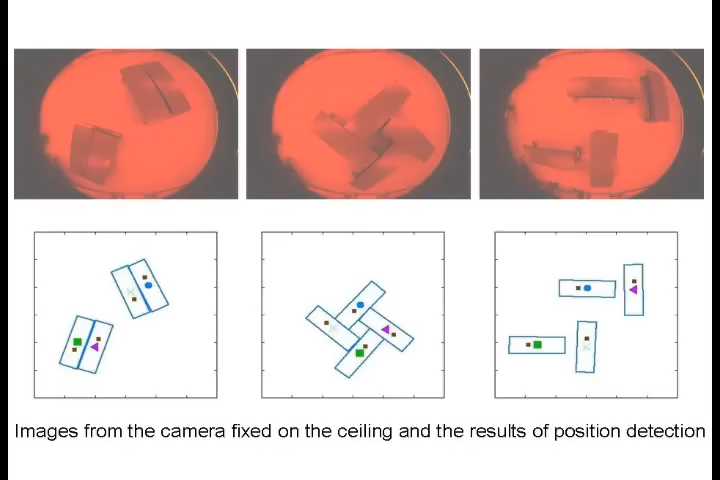 Images from the camera fixed on the ceiling and the results of position detection